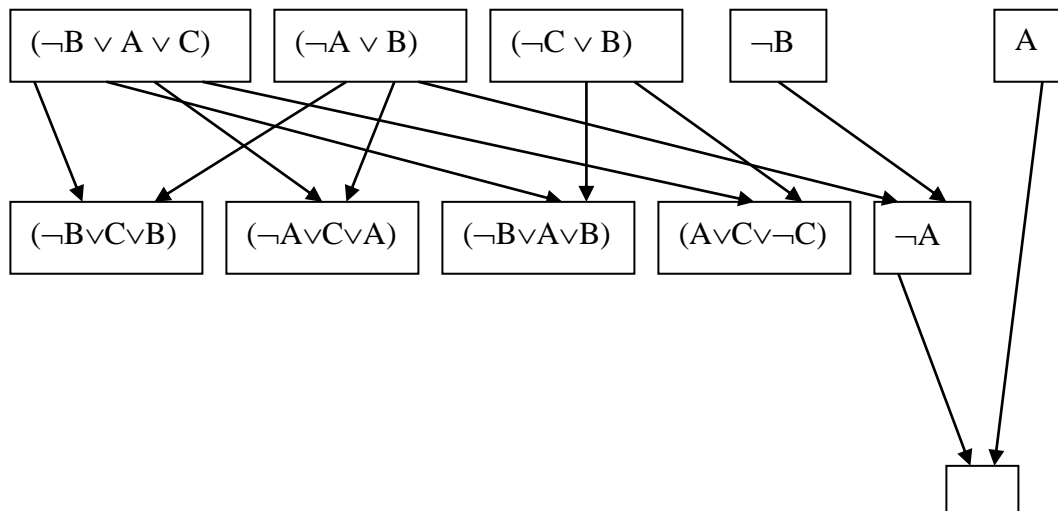 (¬B ∨ A ∨ C) (¬A ∨ B) (¬C ∨ B) ¬B A
(¬B∨C∨B) (¬A∨C∨A) (¬B∨A∨B) (A∨C∨¬C) ¬A